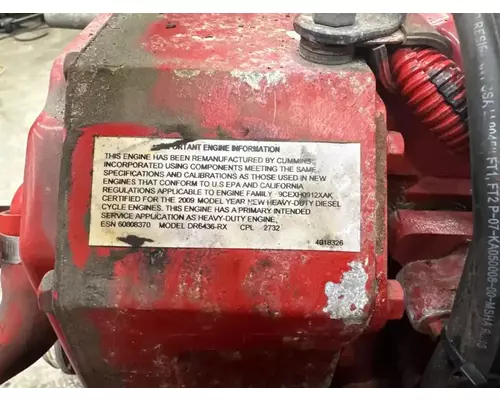 IMPORTANT ENGINE INFORMATION
THIS ENGINE HAS BEEN REMANUFACTURED BY CUMMINS,
INCORPORATED USING COMPONENTS MEETING THE SAME
SPECIFICATIONS AND CALIBRATIONS AS THOSE USED IN NEW
ENGINES THAT CONFORM TO U.S EPA AND CALIFORNIA
REGULATIONS APPLICABLE TO ENGINE FAMILY 9CEXH0912XAK
CERTIFIED FOR THE 2009 MODEL YEAR NEW HEAVY-DUTY DIESEL
CYCLE ENGINES. THIS ENGINE HAS A PRIMARY INTENDED
SERVICE APPLICATION AS HEAVY-DUTY ENGINE.
ESN 60808370 MODEL DR6436-RX CPL 2732
4918326